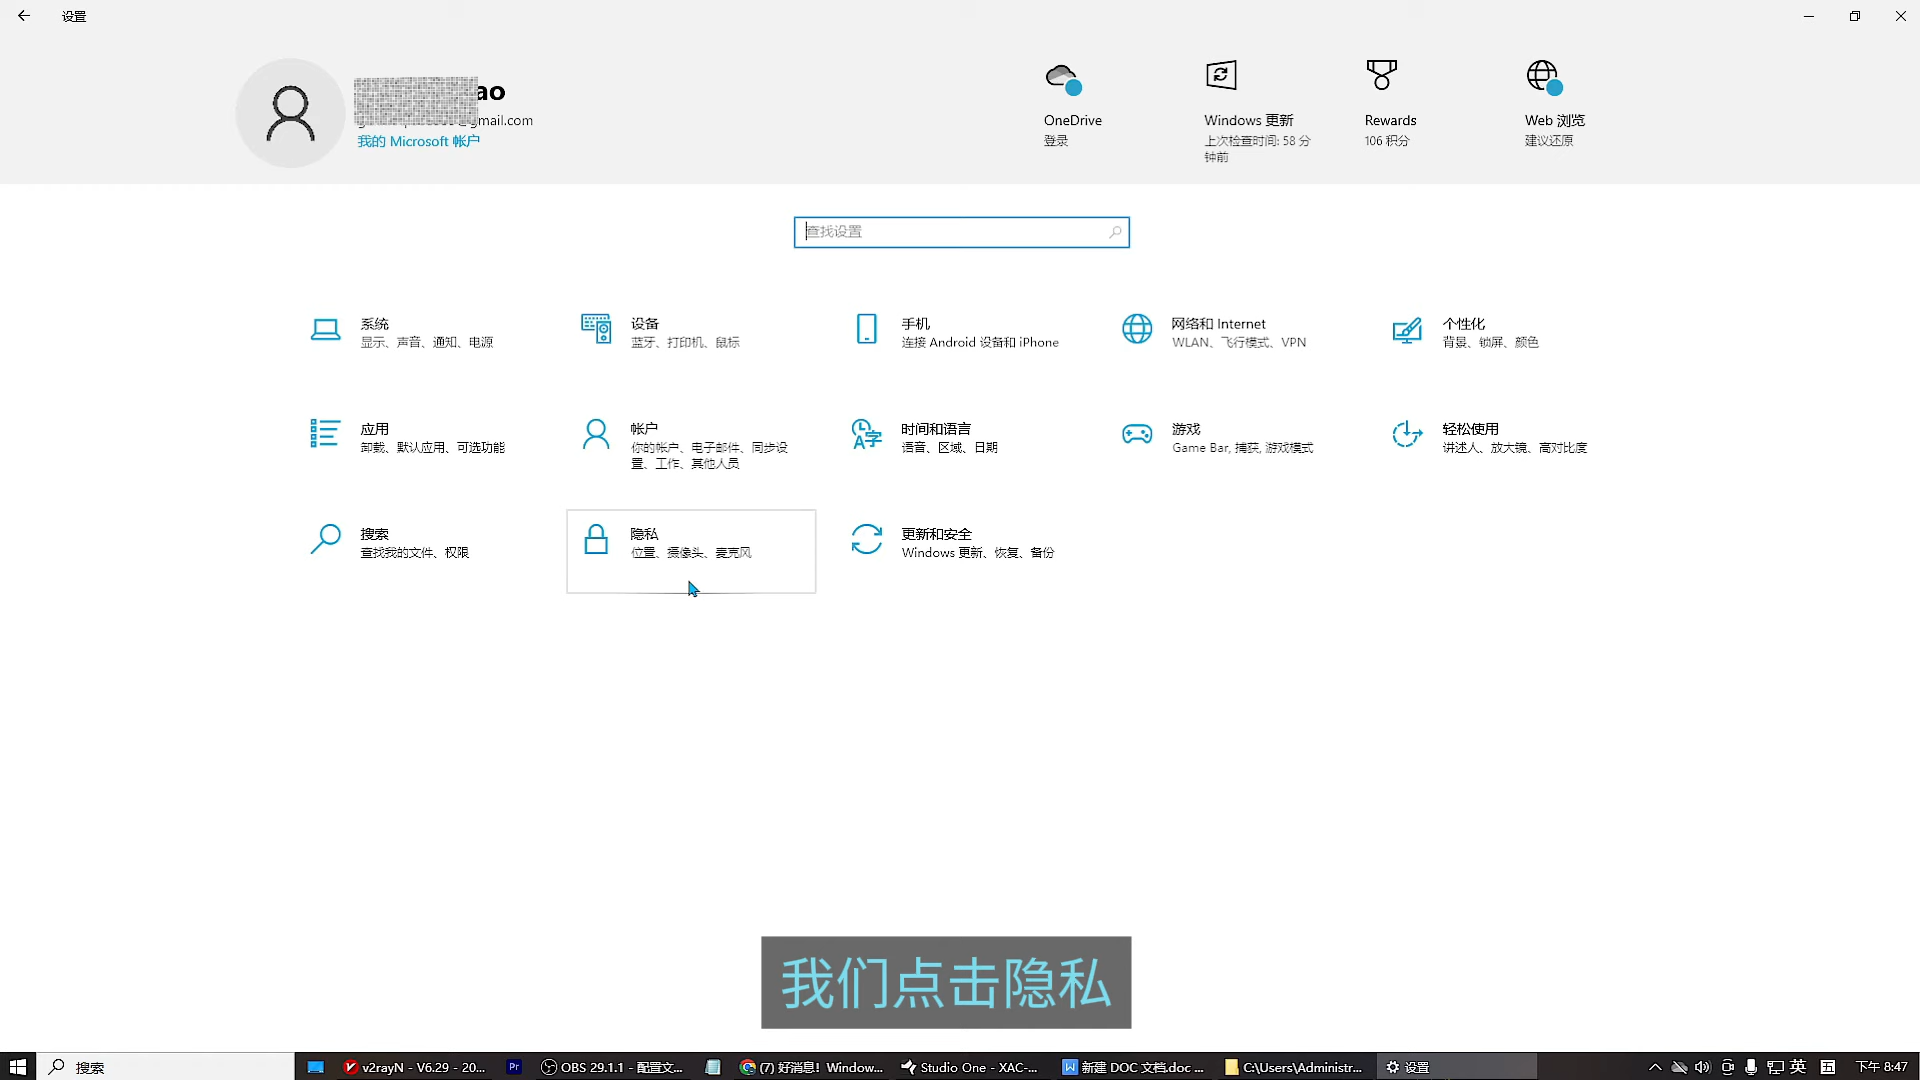 设置
ao
@gmail.com
我的 Microsoft 帐户
OneDrive
登录
Windows 更新
上次检查时间: 58 分
钟前
Rewards
106 积分
Web 浏览
建议还原
查找设置
系统
显示、声音、通知、电源
设备
蓝牙、打印机、鼠标
手机
连接 Android 设备和 iPhone
网络和 Internet
WLAN、飞行模式、VPN
个性化
背景、锁屏、颜色
应用
卸载、默认应用、可选功能
帐户
你的帐户、电子邮件、同步设
置、工作、其他人员
时间和语言
语音、区域、日期
游戏
Game Bar, 捕获, 游戏模式
轻松使用
讲述人、放大镜、高对比度
搜索
查找我的文件、权限
隐私
位置、摄像头、麦克风
更新和安全
Windows 更新、恢复、备份
我们点击隐私
搜索
v2rayN - V6.29 - 20...
Pr
OBS 29.1.1 - 配置文...
(7) 好消息！Window...
Studio One - XAC-...
新建 DOC 文档.doc ...
C:\Users\Administr...
设置
英
下午 8:47